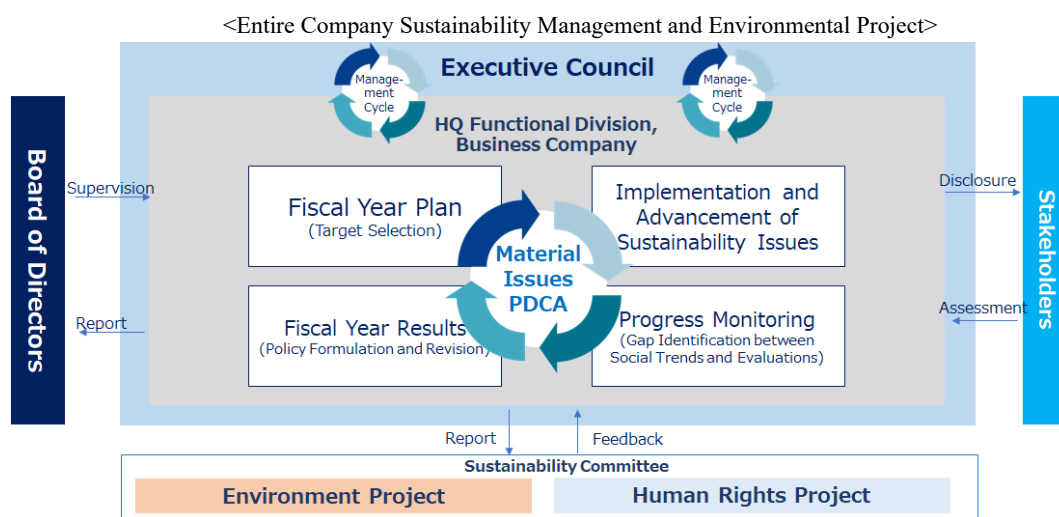 <Entire Company Sustainability Management and Environmental Project>
Executive Council
Manage-
ment
Cycle
Manage-
ment
Cycle
HQ Functional Division,
Business Company
Board of Directors
Supervision
Report
Fiscal Year Plan
(Target Selection)
Implementation and
Advancement of
Sustainability Issues
Material
Issues
PDCA
Fiscal Year Results
(Policy Formulation and Revision)
Progress Monitoring
(Gap Identification between
Social Trends and Evaluations)
Disclosure
Assessment
Stakeholders
Report
Feedback
Sustainability Committee
Environment Project
Human Rights Project